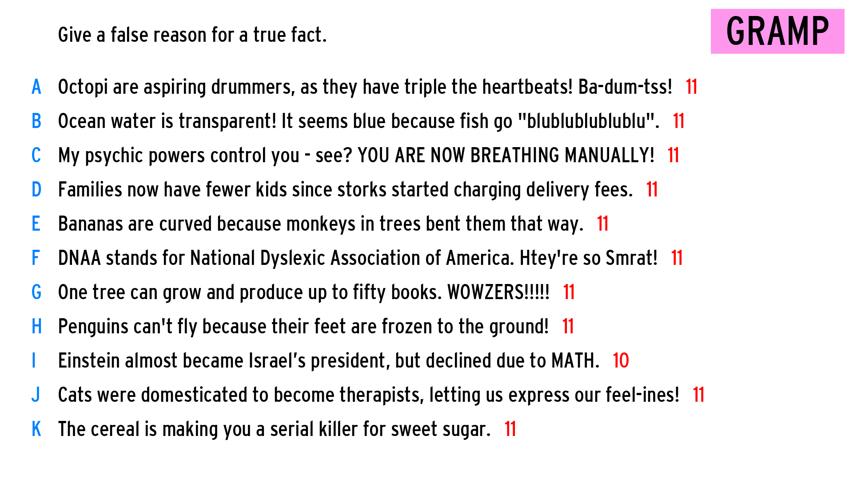 Give a false reason for a true fact.
GRAMP
A Octopi are aspiring drummers, as they have triple the heartbeats! Ba-dum-tss! 11
B Ocean water is transparent! It seems blue because fish go "blublublublublu". 11
C My psychic powers control you - see? YOU ARE NOW BREATHING MANUALLY! 11
D Families now have fewer kids since storks started charging delivery fees. 11
E Bananas are curved because monkeys in trees bent them that way. 11
F DNAA stands for National Dyslexic Association of America. Htey're so Smrat! 11
G One tree can grow and produce up to fifty books. WOWZERS!!!!! 11
H Penguins can't fly because their feet are frozen to the ground! 11
I Einstein almost became Israel’s president, but declined due to MATH. 10
J Cats were domesticated to become therapists, letting us express our feel-ines! 11
K The cereal is making you a serial killer for sweet sugar. 11